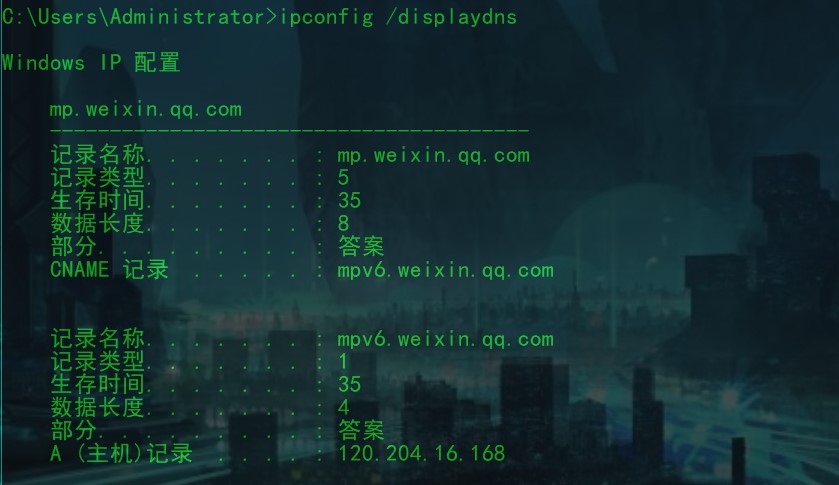 C:\Users\Administrator>ipconfig /displaydns
Windows IP 配置
mp.weixin.qq.com
----------------------------------------
记录名称. . . . . . . : mp.weixin.qq.com
记录类型. . . . . . . : 5
生存时间. . . . . . . : 35
数据长度. . . . . . . : 8
部分. . . . . . . . . : 答案
CNAME 记录  . . . . . : mpv6.weixin.qq.com
记录名称. . . . . . . : mpv6.weixin.qq.com
记录类型. . . . . . . : 1
生存时间. . . . . . . : 35
数据长度. . . . . . . : 4
部分. . . . . . . . . : 答案
A (主机)记录  . . . . : 120.204.16.168